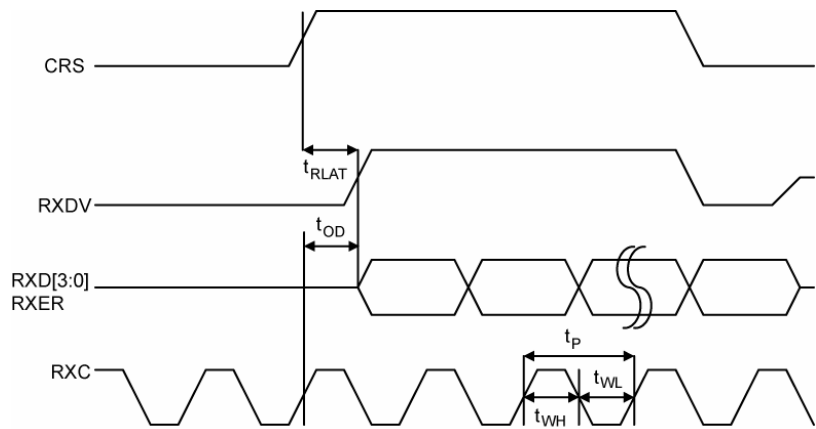 CRS
tRLAT
RXDV
tOD
RXD[3:0]
RXER
tP
RXC
tWL
tWH